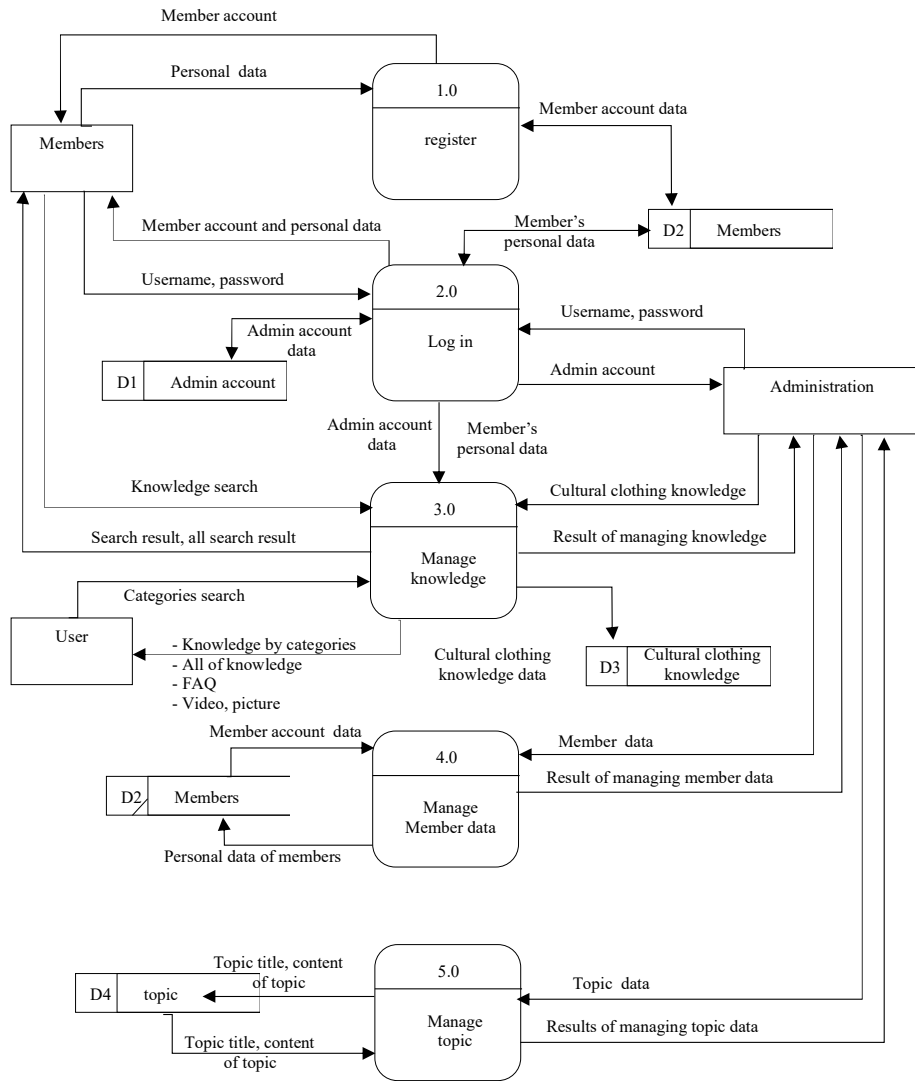 Member account
Personal  data
1.0
register
Member account data
Members
Member account and personal data
Member's
personal data
D2
Members
Username, password
2.0
Log in
Username, password
Admin account
data
D1
Admin account
Admin account
Administration
Admin account
data
Member's
personal data
Knowledge search
3.0
Manage
knowledge
Cultural clothing knowledge
Search result, all search result
Result of managing knowledge
Categories search
User
- Knowledge by categories
- All of knowledge
- FAQ
- Video, picture
Cultural clothing
knowledge data
D3
Cultural clothing
knowledge
Member account  data
4.0
Manage
Member data
Member  data
Result of managing member data
D2
Members
Personal data of members
Topic title, content
of topic
5.0
Manage
topic
Topic  data
D4
topic
Results of managing topic data
Topic title, content
of topic